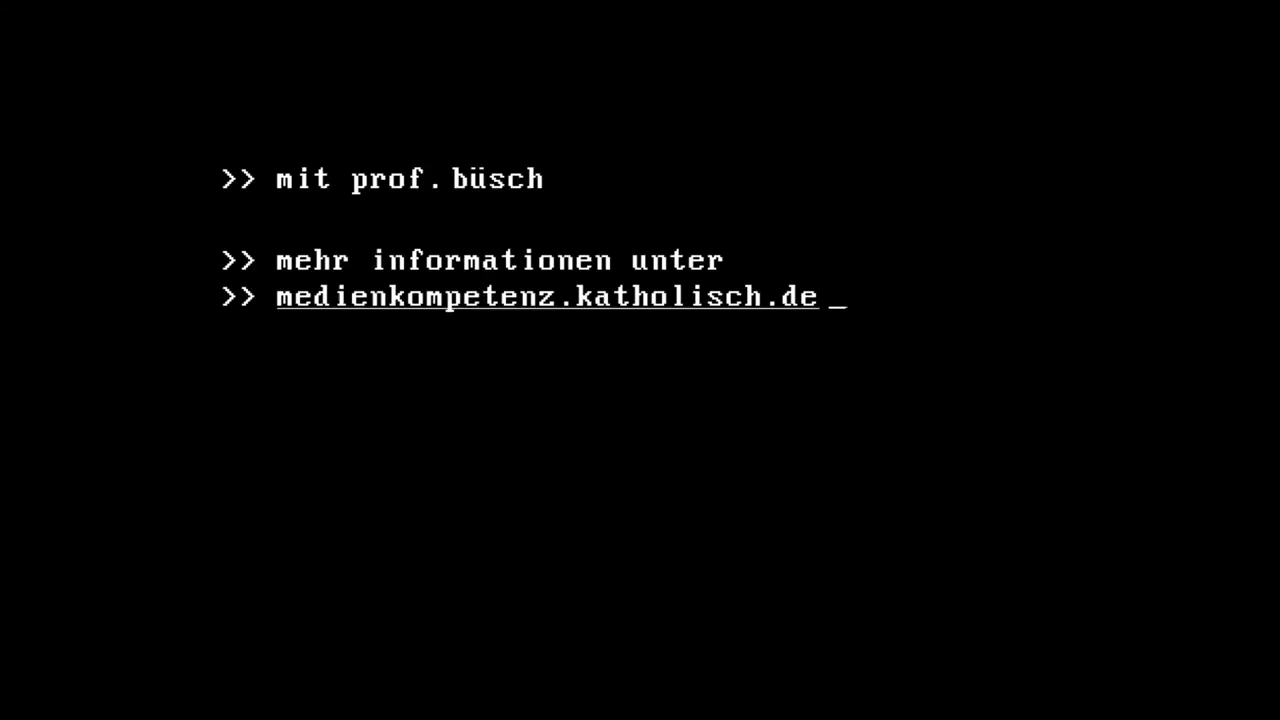 >> mit prof.büsch
>> mehr informationen unter
>> medienkompetenz.katholisch.de _